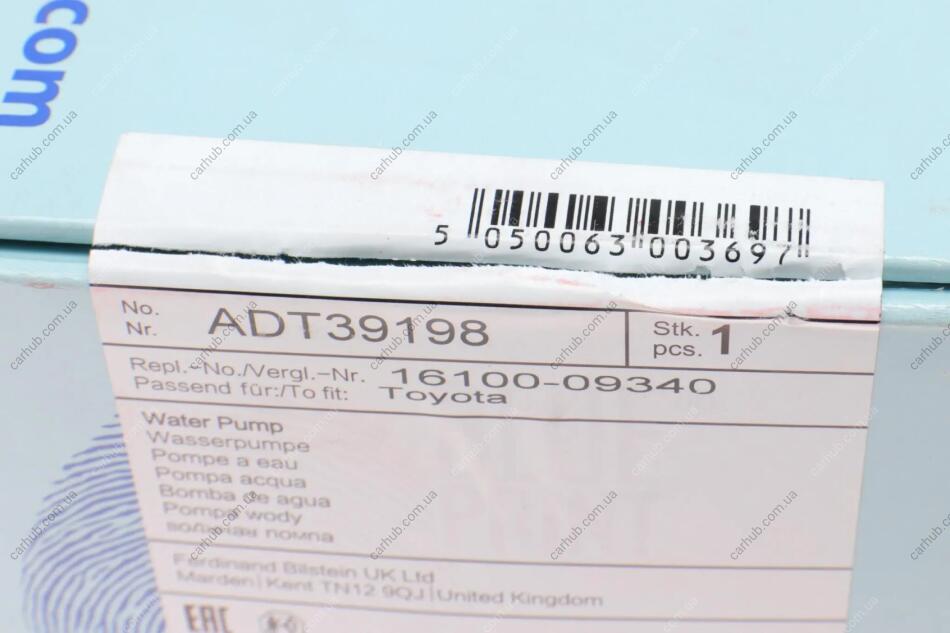 com
5 050063 003697
No.
Nr. ADT39198 Stk.
pcs. 1
Repl.-No./Vergl.-Nr. 16100-09340
Passend für:/To fit: Toyota
Water Pump
Wasserpumpe
Pompe a eau
Pompa acqua
Bomba de agua
Pompa wody
водяная помпа
Ferdinand Bilstein UK Ltd
Marden|Kent TN12 9QJ|United Kingdom
EAC
carhub.com.ua